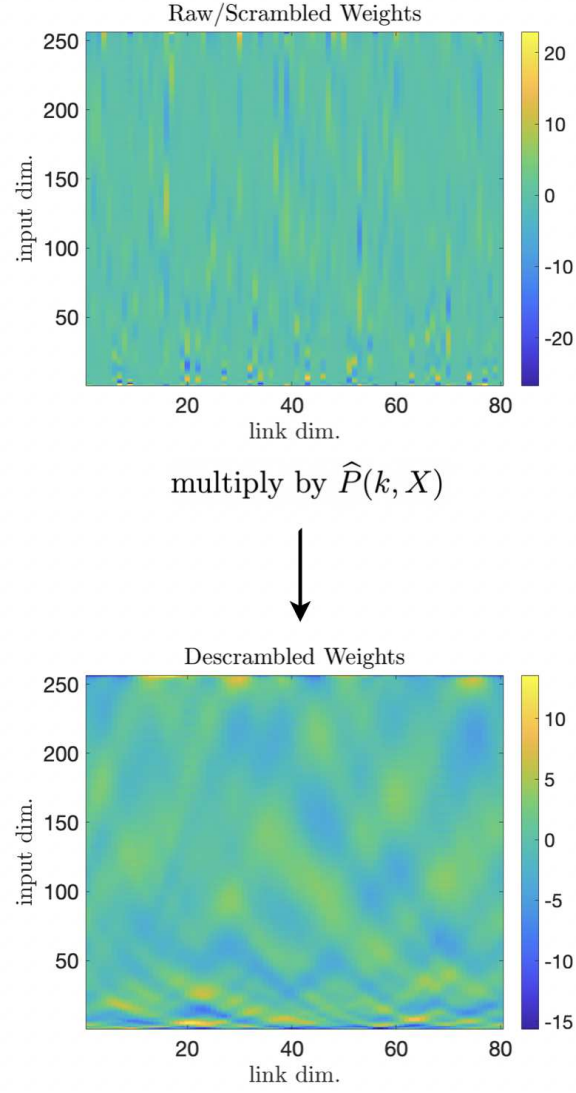 Raw/Scrambled Weights
250
200
150
100
50
input dim.
20 40 60 80
link dim.
20
10
0
-10
-20
multiply by P̂(k, X)
Descrambled Weights
250
200
150
100
50
input dim.
20 40 60 80
link dim.
10
5
0
-5
-10
-15